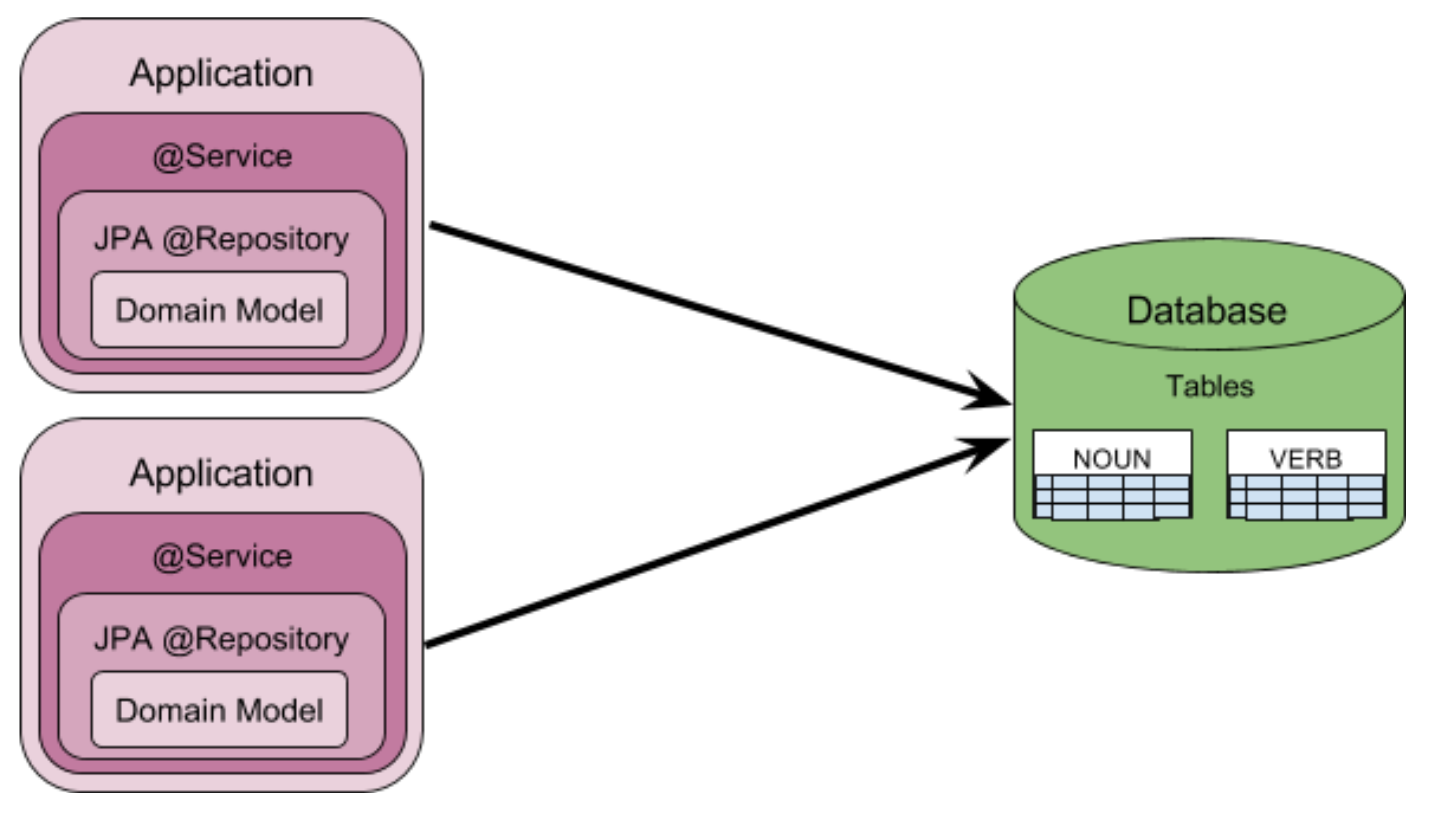 Application
@Service
JPA @Repository
Domain Model
Application
@Service
JPA @Repository
Domain Model
Database
Tables
NOUN
VERB